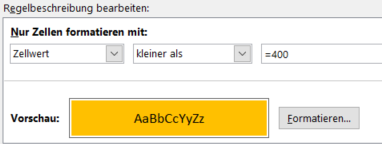 Regelbeschreibung bearbeiten:
Nur Zellen formatieren mit:
Zellwert kleiner als =400
Vorschau: AaBbCcYyZz Formatieren...